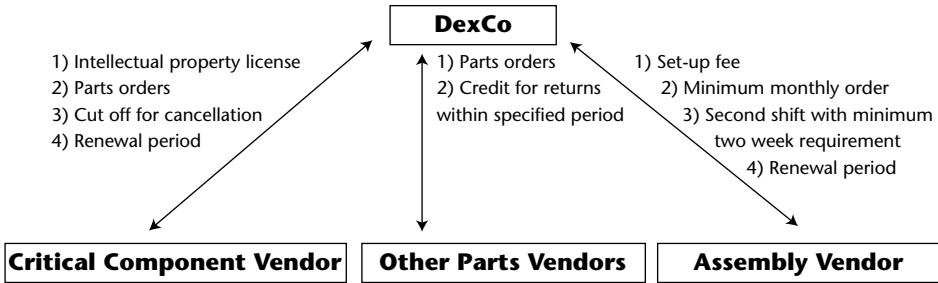 DexCo
1) Intellectual property license
2) Parts orders
3) Cut off for cancellation
4) Renewal period
1) Parts orders
2) Credit for returns
within specified period
1) Set-up fee
2) Minimum monthly order
3) Second shift with minimum
two week requirement
4) Renewal period
Critical Component Vendor
Other Parts Vendors
Assembly Vendor